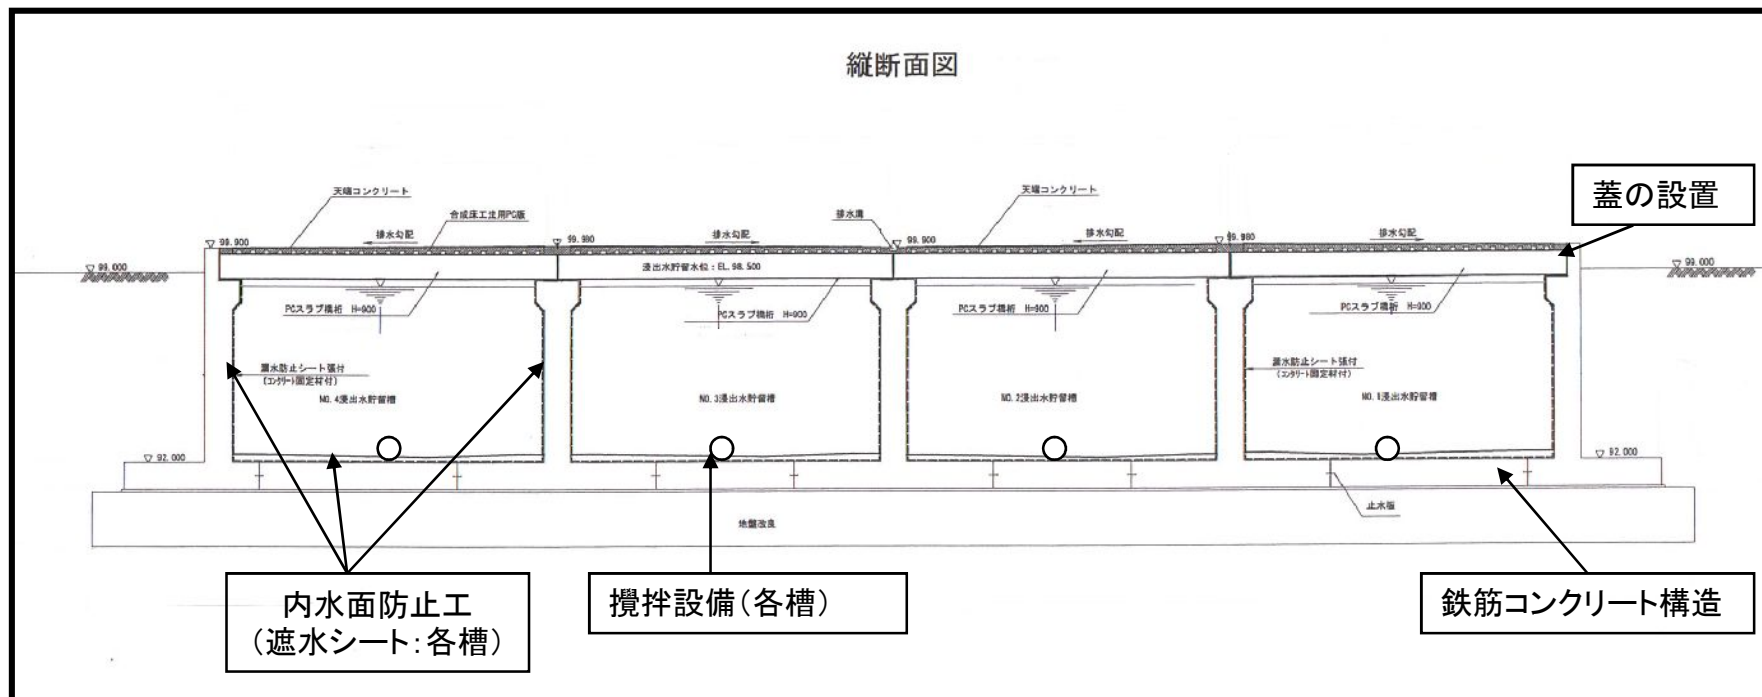 縦断面図
蓋の設置
天端コンクリート
合成床工法用PC版
排水溝
天端コンクリート
99.900
排水勾配
99.980
排水勾配
99.900
排水勾配
99.980
排水勾配
99.000
浸出水貯留水位：EL.98.500
99.000
PCスラブ橋桁 H=900
PCスラブ橋桁 H=900
PCスラブ橋桁 H=900
PCスラブ橋桁 H=900
漏水防止シート張付
(コンクリート固定材付)
漏水防止シート張付
(コンクリート固定材付)
NO.4浸出水貯留槽
NO.3浸出水貯留槽
NO.2浸出水貯留槽
NO.1浸出水貯留槽
92.000
92.000
止水板
地盤改良
内水面防止工
(遮水シート:各槽)
攪拌設備(各槽)
鉄筋コンクリート構造